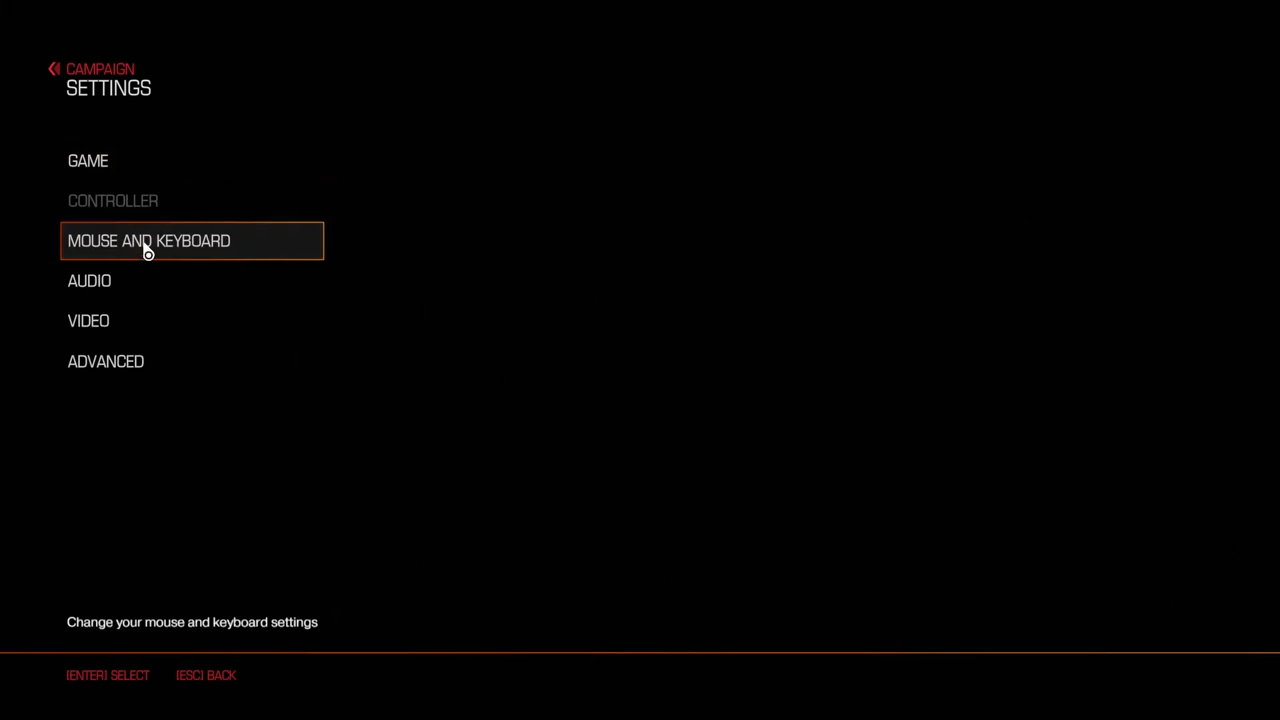 CAMPAIGN
SETTINGS
GAME
CONTROLLER
MOUSE AND KEYBOARD
AUDIO
VIDEO
ADVANCED
Change your mouse and keyboard settings
[ENTER] SELECT [ESC] BACK